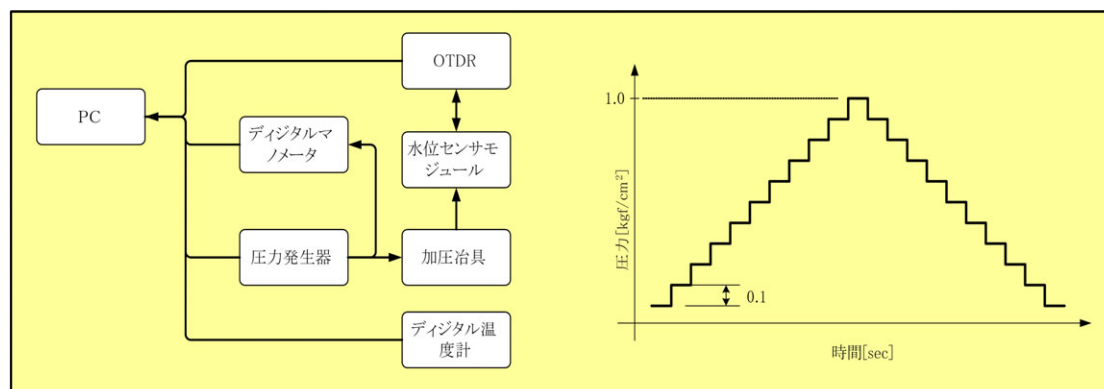 OTDR
PC
ディジタルマ
ノメータ
水位センサモ
ジュール
圧力発生器
加圧冶具
ディジタル温
度計
1.0
圧力[kgf/cm²]
0.1
時間[sec]